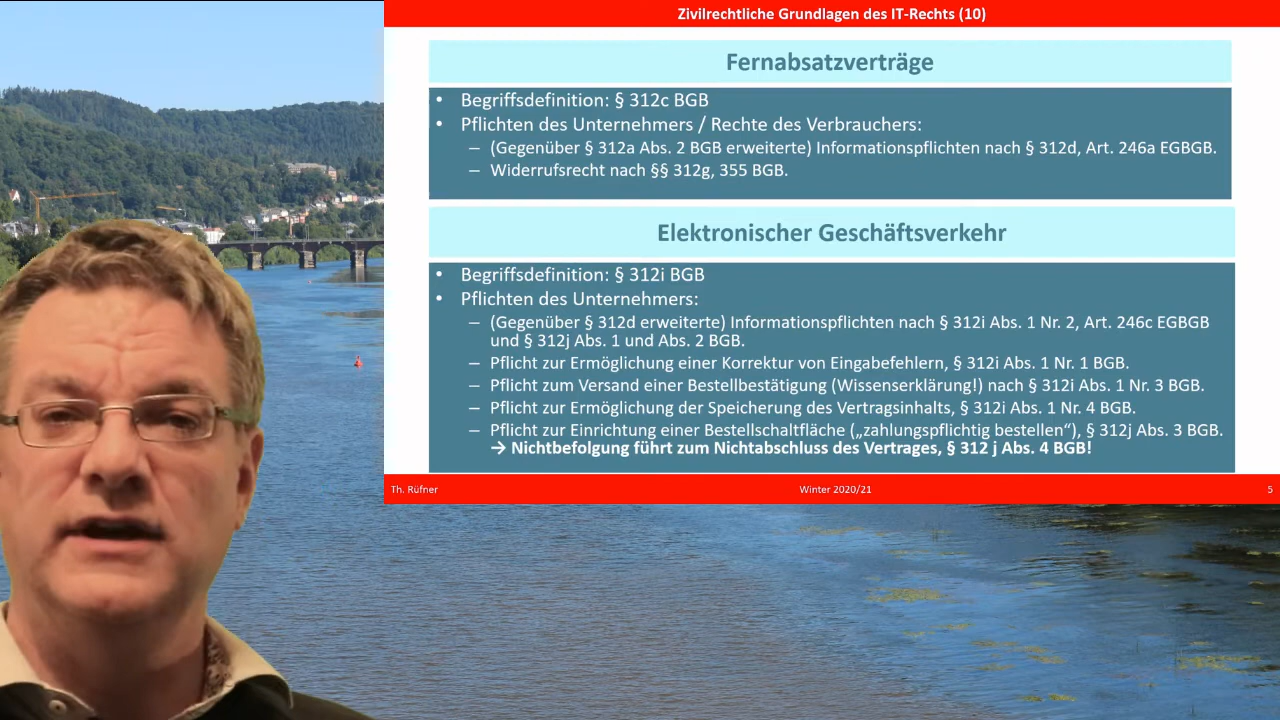 Zivilrechtliche Grundlagen des IT-Rechts (10)
Fernabsatzverträge
• Begriffsdefinition: § 312c BGB
• Pflichten des Unternehmers / Rechte des Verbrauchers:
– (Gegenüber § 312a Abs. 2 BGB erweiterte) Informationspflichten nach § 312d, Art. 246a EGBGB.
– Widerrufsrecht nach §§ 312g, 355 BGB.
Elektronischer Geschäftsverkehr
• Begriffsdefinition: § 312i BGB
• Pflichten des Unternehmers:
– (Gegenüber § 312d erweiterte) Informationspflichten nach § 312i Abs. 1 Nr. 2, Art. 246c EGBGB
und § 312j Abs. 1 und Abs. 2 BGB.
– Pflicht zur Ermöglichung einer Korrektur von Eingabefehlern, § 312i Abs. 1 Nr. 1 BGB.
– Pflicht zum Versand einer Bestellbestätigung (Wissenserklärung!) nach § 312i Abs. 1 Nr. 3 BGB.
– Pflicht zur Ermöglichung der Speicherung des Vertragsinhalts, § 312i Abs. 1 Nr. 4 BGB.
– Pflicht zur Einrichtung einer Bestellschaltfläche („zahlungspflichtig bestellen“), § 312j Abs. 3 BGB.
→ Nichtbefolgung führt zum Nichtabschluss des Vertrages, § 312 j Abs. 4 BGB!
Th. Rüfner
Winter 2020/21
5